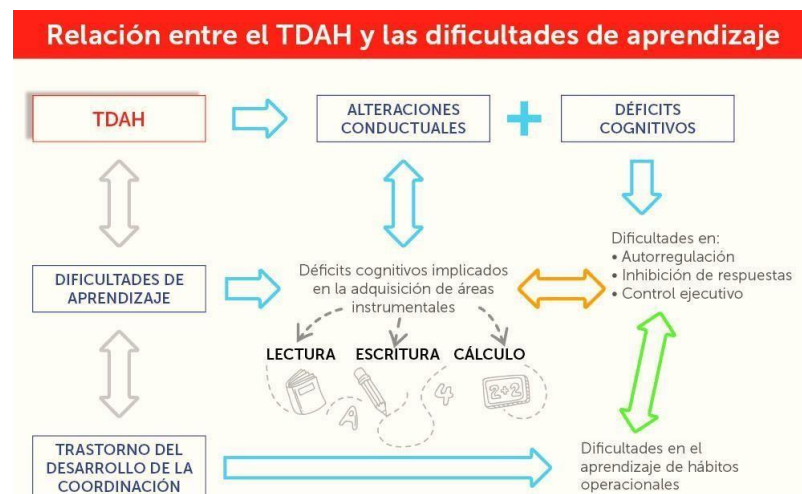 Relación entre el TDAH y las dificultades de aprendizaje
TDAH
ALTERACIONES
CONDUCTUALES
+
DÉFICITS
COGNITIVOS
DIFICULTADES DE
APRENDIZAJE
Déficits cognitivos implicados
en la adquisición de áreas
instrumentales
Dificultades en:
• Autorregulación
• Inhibición de respuestas
• Control ejecutivo
LECTURA ESCRITURA CÁLCULO
A
4
2+2
TRASTORNO DEL
DESARROLLO DE LA
COORDINACIÓN
Dificultades en el
aprendizaje de hábitos
operacionales